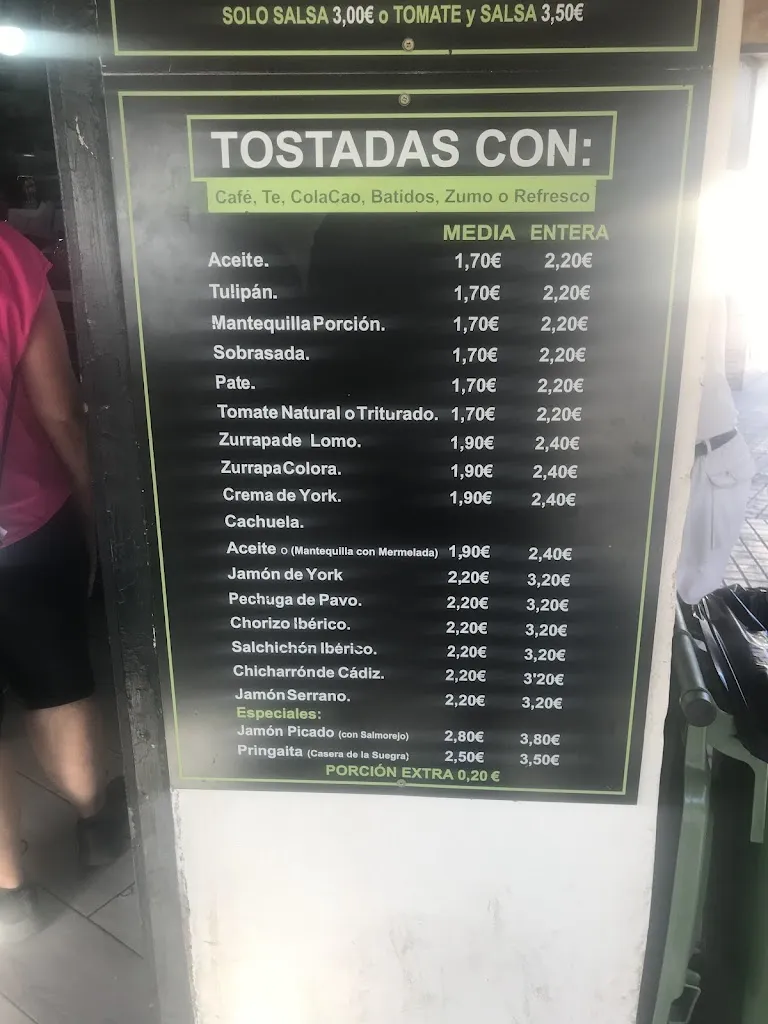 SOLO SALSA 3,00€ o TOMATE y SALSA 3,50€
TOSTADAS CON:
Café, Te, ColaCao, Batidos, Zumo o Refresco
MEDIA ENTERA
Aceite. 1,70€ 2,20€
Tulipán. 1,70€ 2,20€
Mantequilla Porción. 1,70€ 2,20€
Sobrasada. 1,70€ 2,20€
Pate. 1,70€ 2,20€
Tomate Natural o Triturado. 1,70€ 2,20€
Zurrapa de Lomo. 1,90€ 2,40€
Zurrapa Colora. 1,90€ 2,40€
Crema de York. 1,90€ 2,40€
Cachuela.
Aceite o (Mantequilla con Mermelada) 1,90€ 2,40€
Jamón de York 2,20€ 3,20€
Pechuga de Pavo. 2,20€ 3,20€
Chorizo Ibérico. 2,20€ 3,20€
Salchichón Ibérico. 2,20€ 3,20€
Chicharrón de Cádiz. 2,20€ 3'20€
Jamón Serrano. 2,20€ 3,20€
Especiales:
Jamón Picado (con Salmorejo) 2,80€ 3,80€
Pringaita (Casera de la Suegra) 2,50€ 3,50€
PORCIÓN EXTRA 0,20 €